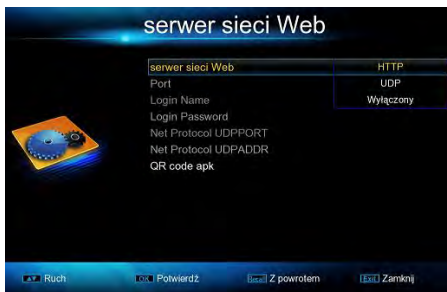 serwer sieci Web
serwer sieci Web HTTP
Port UDP
Login Name Wyłączony
Login Password
Net Protocol UDPPORT
Net Protocol UDPADDR
QR code apk
Ruch OK Potwierdź Recall Z powrotem Exit Zamknij